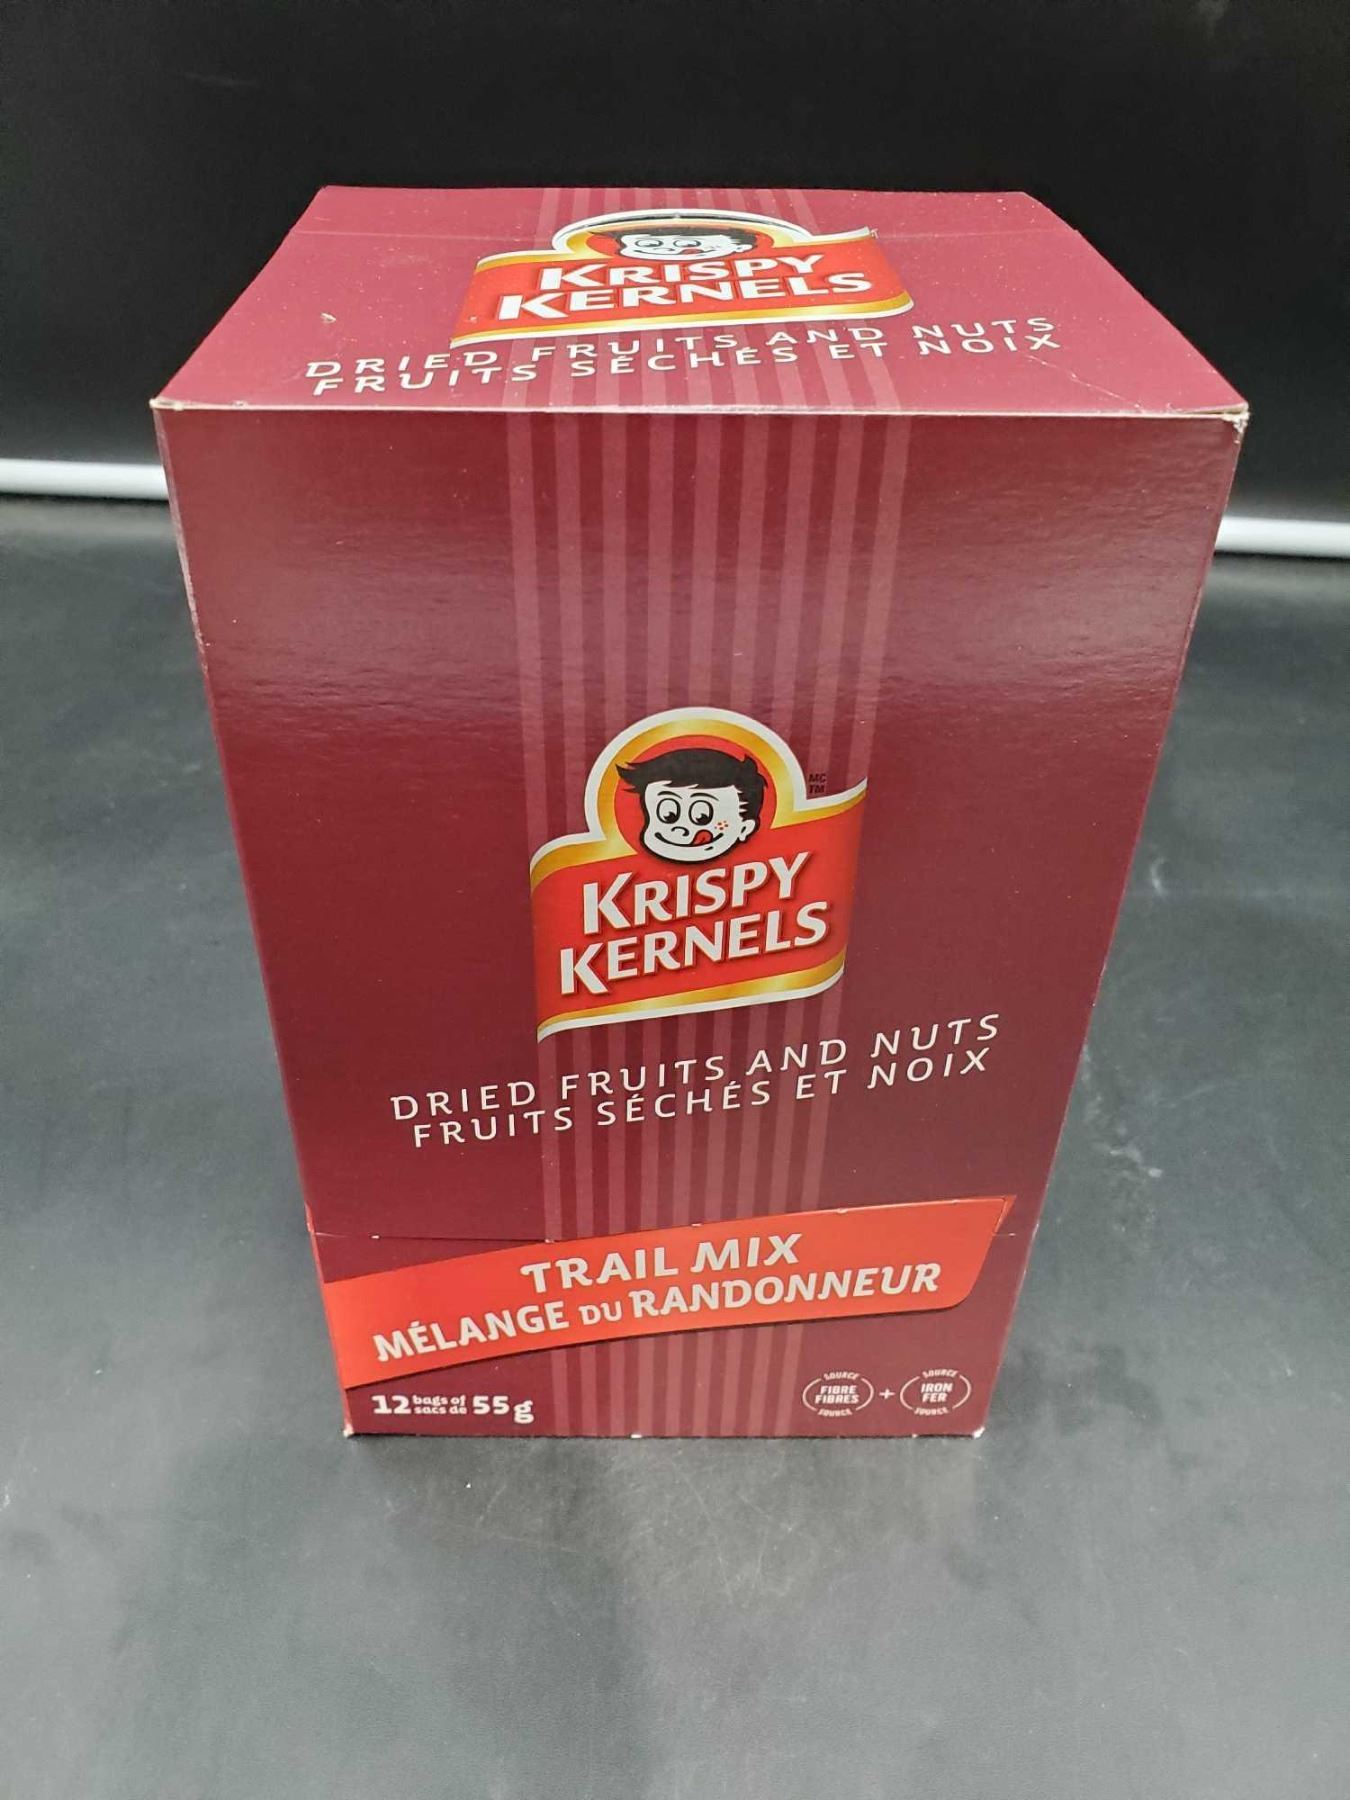 KRISPY
KERNELS
DRIED FRUITS AND NUTS
FRUITS SÉCHÉS ET NOIX
MC
TM
KRISPY
KERNELS
DRIED FRUITS AND NUTS
FRUITS SÉCHÉS ET NOIX
TRAIL MIX
MÉLANGE DU RANDONNEUR
12 bags of 55 g
sacs de
SOURCE
FIBRE
FIBRES
SOURCE
+
SOURCE
IRON
FER
SOURCE